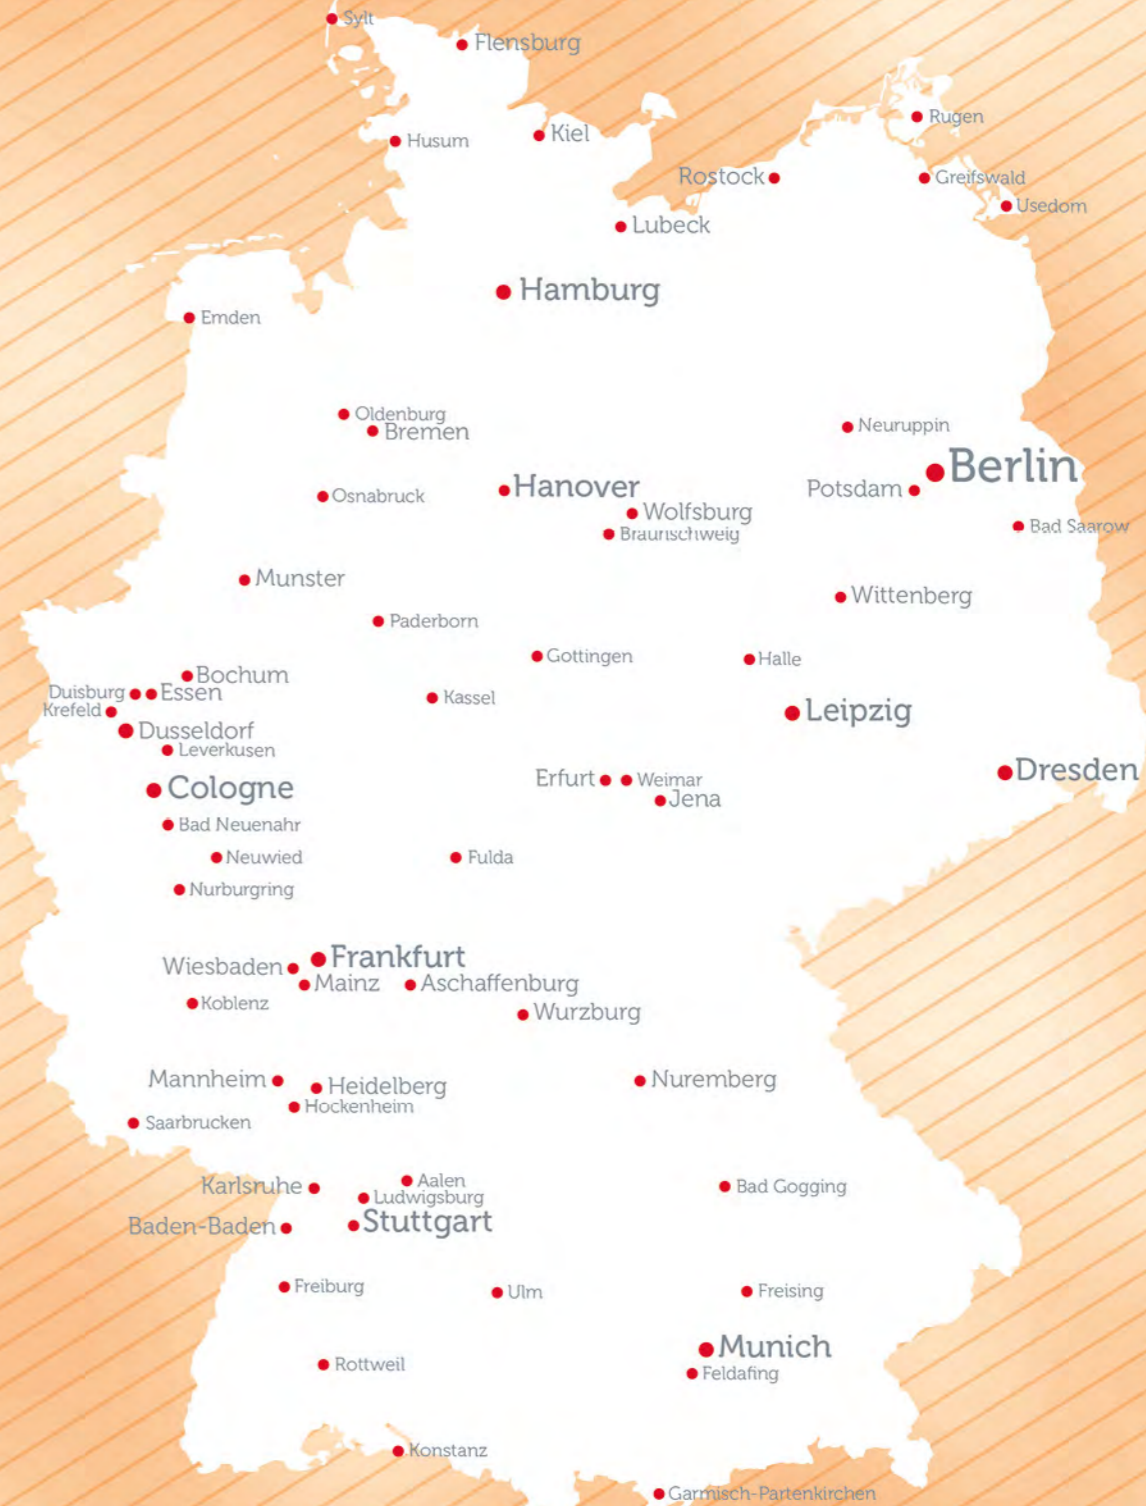 Sylt
Flensburg
Rugen
Kiel
Husum
Rostock
Greifswald
Usedom
Lubeck
Hamburg
Emden
Oldenburg
Neuruppin
Bremen
Berlin
Hanover
Potsdam
Osnabruck
Wolfsburg
Bad Saarow
Braunschweig
Munster
Wittenberg
Paderborn
Gottingen
Halle
Bochum
Duisburg
Essen
Kassel
Krefeld
Leipzig
Dusseldorf
Leverkusen
Dresden
Erfurt
Weimar
Cologne
Jena
Bad Neuenahr
Neuwied
Fulda
Nurburgring
Frankfurt
Wiesbaden
Mainz
Aschaffenburg
Koblenz
Wurzburg
Mannheim
Nuremberg
Heidelberg
Hockenheim
Saarbrucken
Aalen
Karlsruhe
Bad Gogging
Ludwigsburg
Stuttgart
Baden-Baden
Freiburg
Freising
Ulm
Munich
Rottweil
Feldafing
Konstanz
Garmisch-Partenkirchen